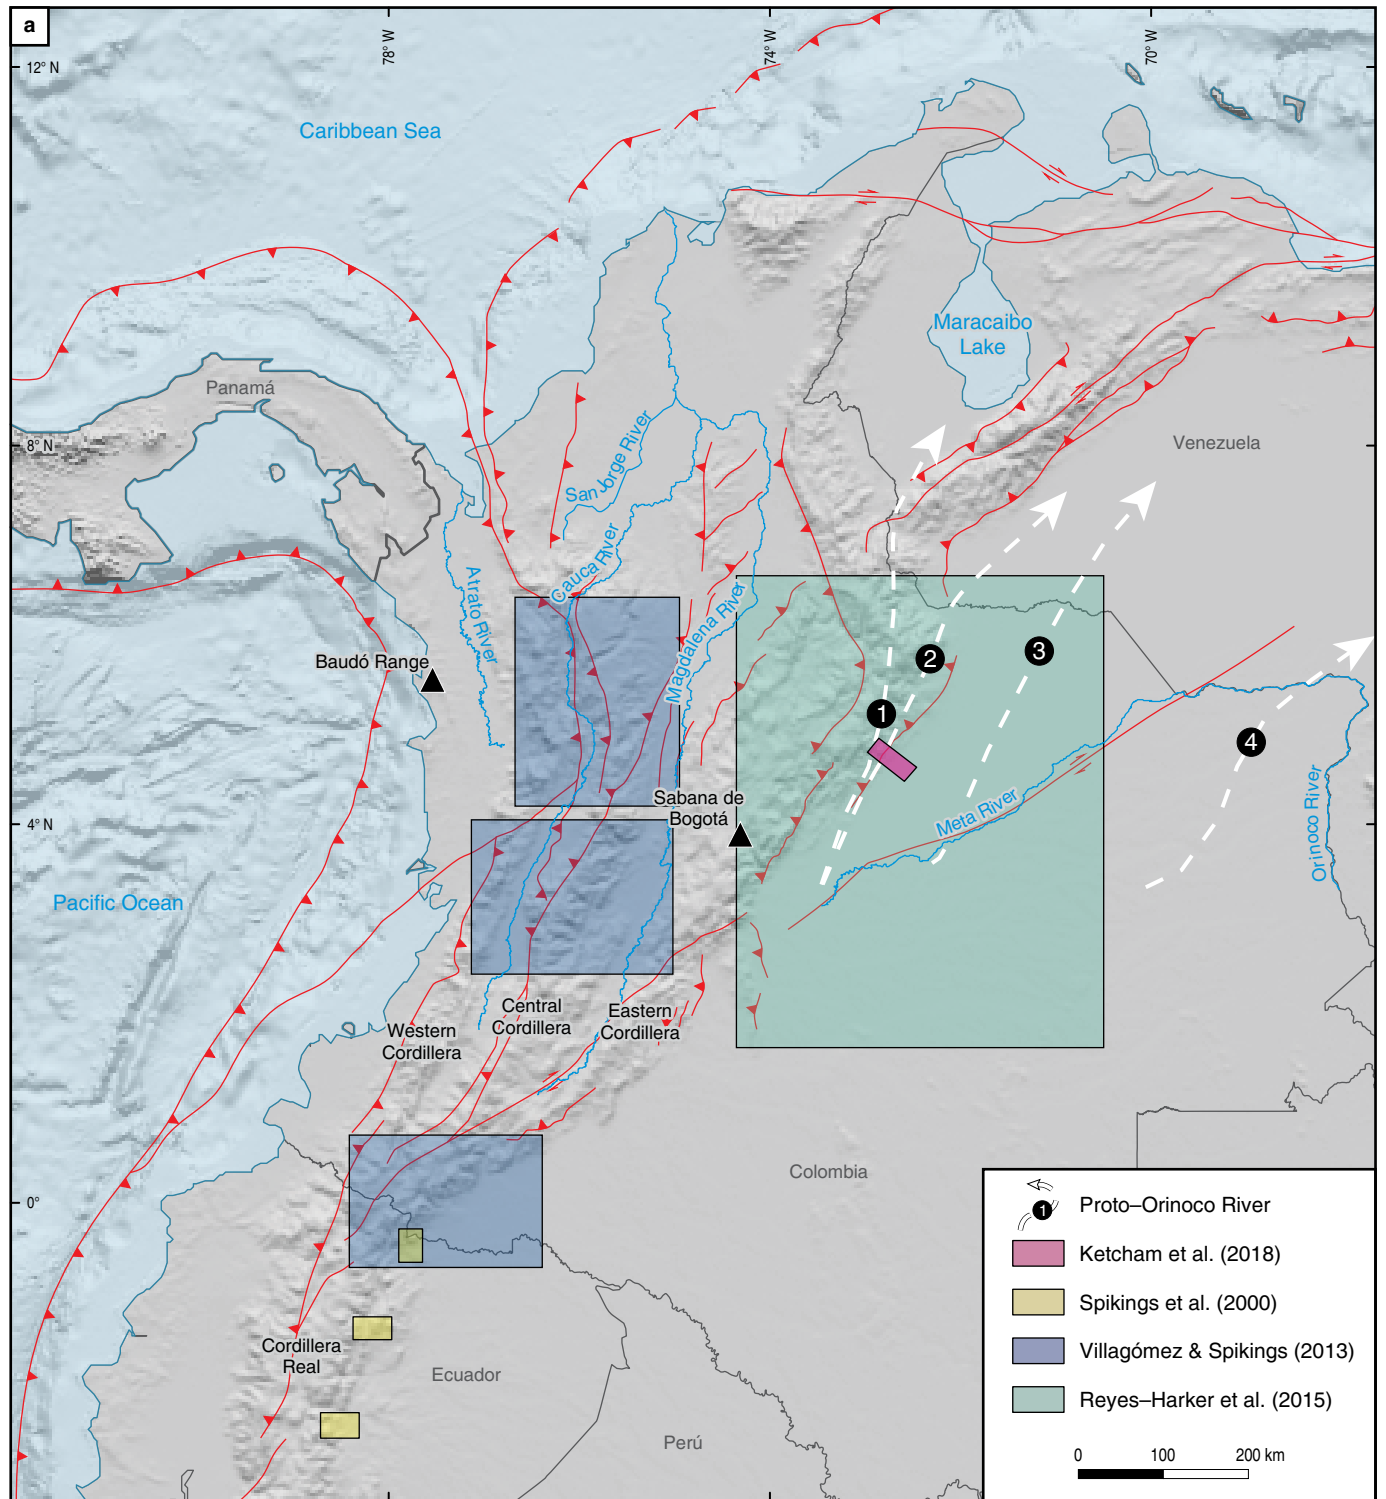 a
78° W
74° W
70° W
12° N
Caribbean Sea
Maracaibo
Lake
Panamá
8° N
Venezuela
San Jorge River
Cauca River
Atrato River
Magdalena River
Baudó Range
2
3
1
4
Sabana de
Bogotá
4° N
Meta River
Orinoco River
Pacific Ocean
Central
Cordillera
Eastern
Cordillera
Western
Cordillera
Colombia
0°
Cordillera
Real
Ecuador
Perú
1
Proto–Orinoco River
Ketcham et al. (2018)
Spikings et al. (2000)
Villagómez & Spikings (2013)
Reyes–Harker et al. (2015)
0 100 200 km